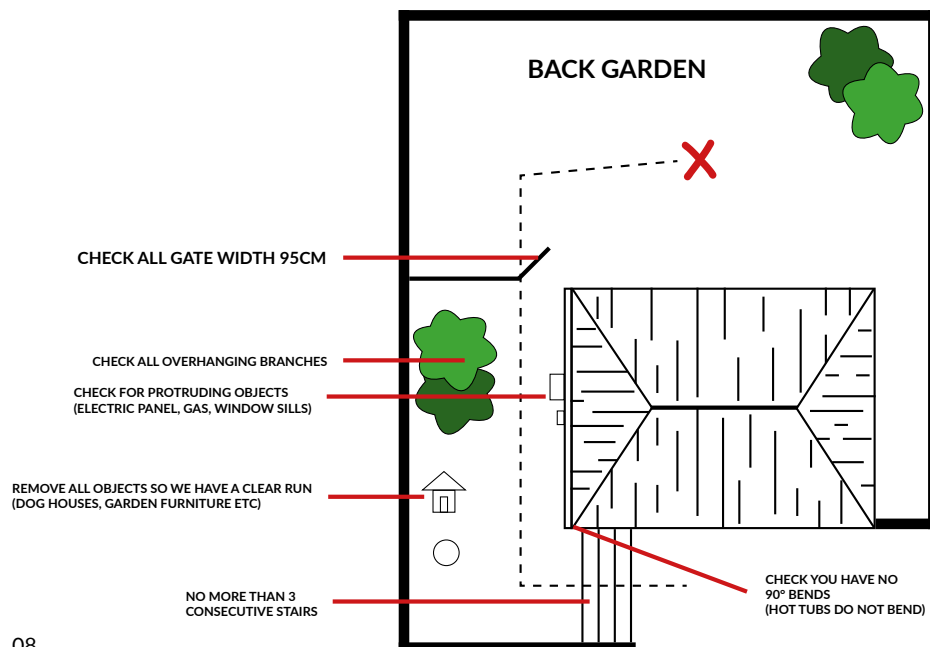 BACK GARDEN
CHECK ALL GATE WIDTH 95CM
CHECK ALL OVERHANGING BRANCHES
CHECK FOR PROTRUDING OBJECTS
(ELECTRIC PANEL, GAS, WINDOW SILLS)
REMOVE ALL OBJECTS SO WE HAVE A CLEAR RUN
(DOG HOUSES, GARDEN FURNITURE ETC)
NO MORE THAN 3
CONSECUTIVE STAIRS
CHECK YOU HAVE NO
90º BENDS
(HOT TUBS DO NOT BEND)
08